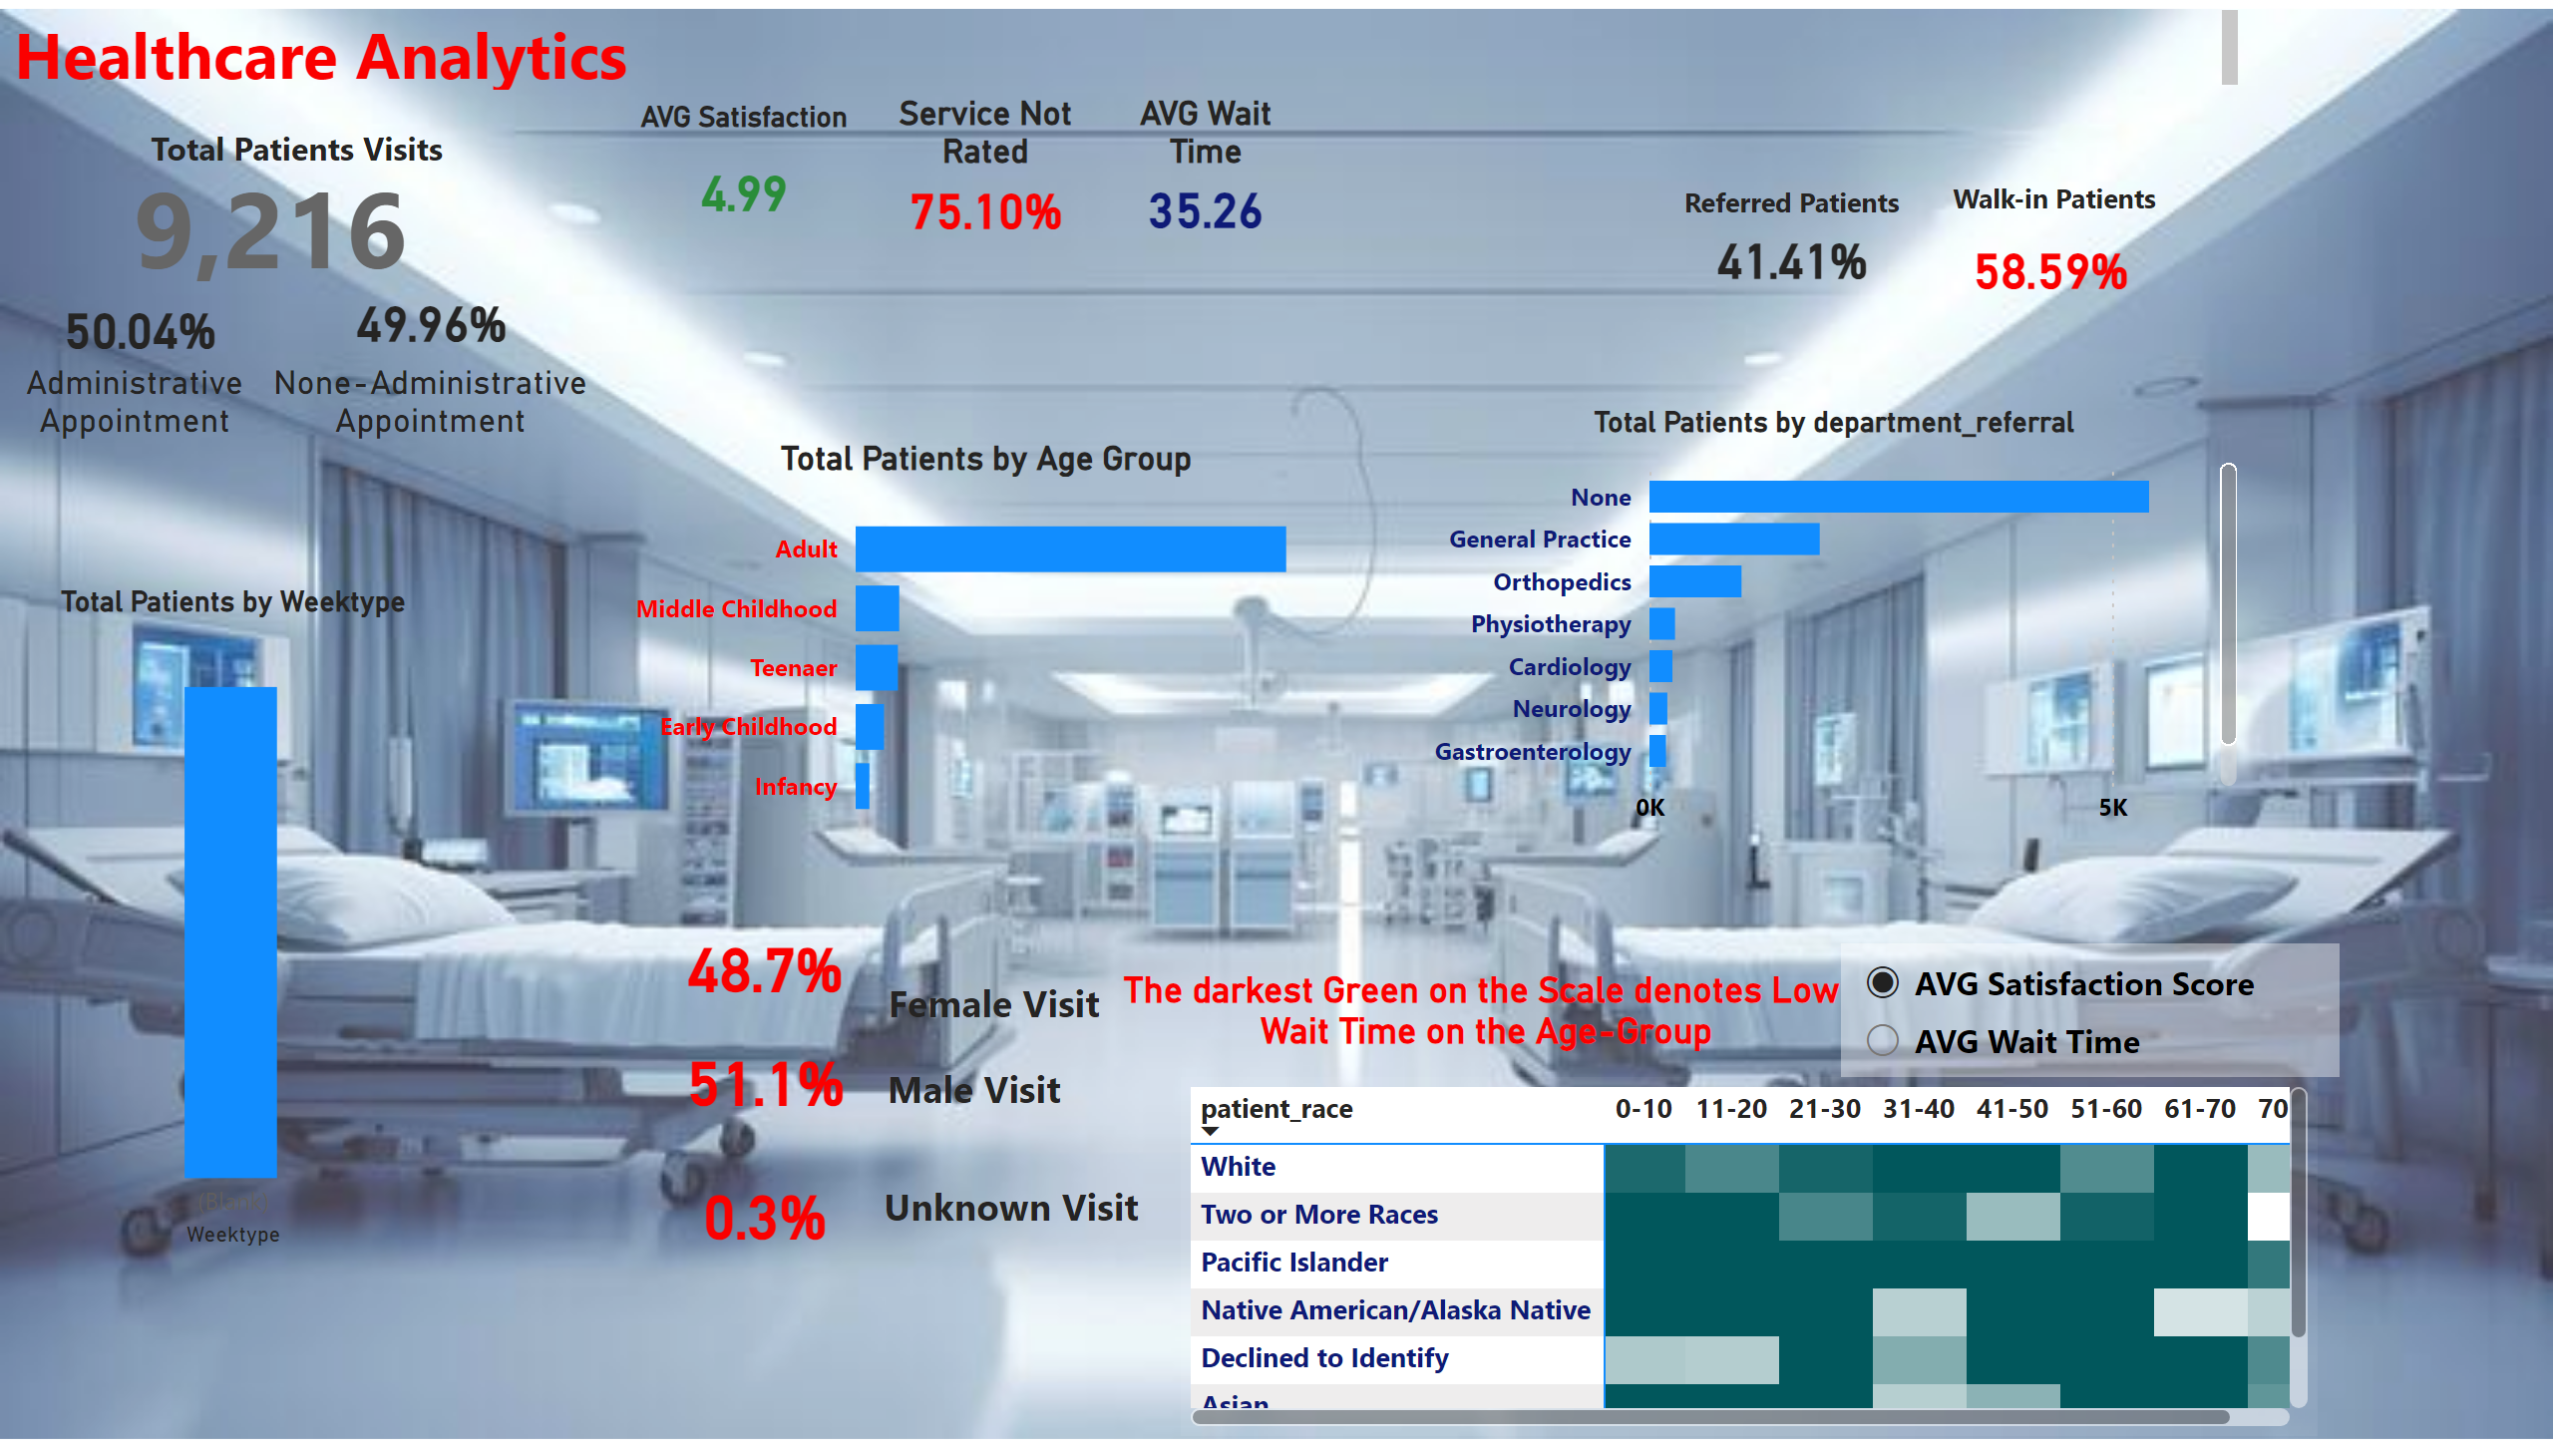 Healthcare Analytics
Total Patients Visits
9,216
50.04%
Administrative
Appointment
49.96%
None-Administrative
Appointment
AVG Satisfaction
4.99
Service Not
Rated
75.10%
AVG Wait
Time
35.26
Referred Patients
41.41%
Walk-in Patients
58.59%
Total Patients by Weektype
(Blank)
Weektype
Total Patients by Age Group
Adult
Middle Childhood
Teenaer
Early Childhood
Infancy
Total Patients by department_referral
None
General Practice
Orthopedics
Physiotherapy
Cardiology
Neurology
Gastroenterology
0K 5K
48.7%
Female Visit
51.1%
Male Visit
0.3%
Unknown Visit
The darkest Green on the Scale denotes Low
Wait Time on the Age-Group
AVG Satisfaction Score
AVG Wait Time
patient_race 0-10 11-20 21-30 31-40 41-50 51-60 61-70 70
White
Two or More Races
Pacific Islander
Native American/Alaska Native
Declined to Identify
Asian